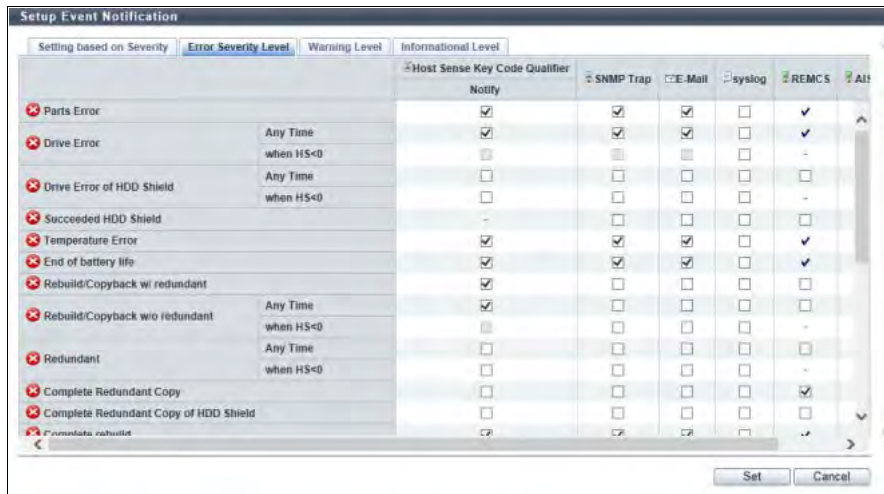 Setup Event Notification
Setting based on Severity Error Severity Level Warning Level Informational Level
Host Sense Key Code Qualifier SNMP Trap E-Mail syslog REMCS AIS
Notify
Parts Error
Drive Error Any Time
when HS<0 -
Drive Error of HDD Shield Any Time
when HS<0 -
Succeeded HDD Shield -
Temperature Error
End of battery life
Rebuild/Copyback w/ redundant
Rebuild/Copyback w/o redundant Any Time
when HS<0 -
Redundant Any Time
when HS<0 -
Complete Redundant Copy
Complete Redundant Copy of HDD Shield
Complete rebuild
Set Cancel